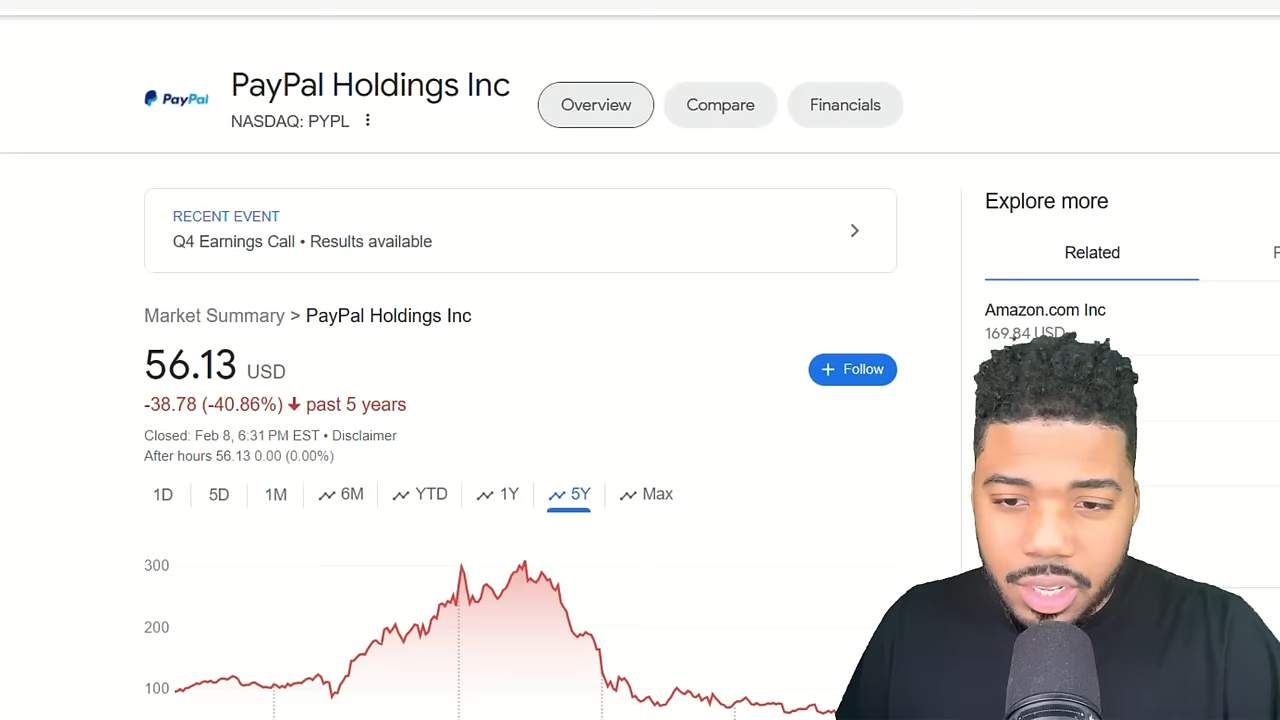 PayPal
PayPal Holdings Inc
NASDAQ: PYPL
Overview
Compare
Financials
RECENT EVENT
Q4 Earnings Call • Results available
Explore more
Related
Amazon.com Inc
169.84 USD
Market Summary > PayPal Holdings Inc
56.13 USD
+ Follow
-38.78 (-40.86%) ↓ past 5 years
Closed: Feb 8, 6:31 PM EST • Disclaimer
After hours 56.13 0.00 (0.00%)
1D
5D
1M
6M
YTD
1Y
5Y
Max
300
200
100